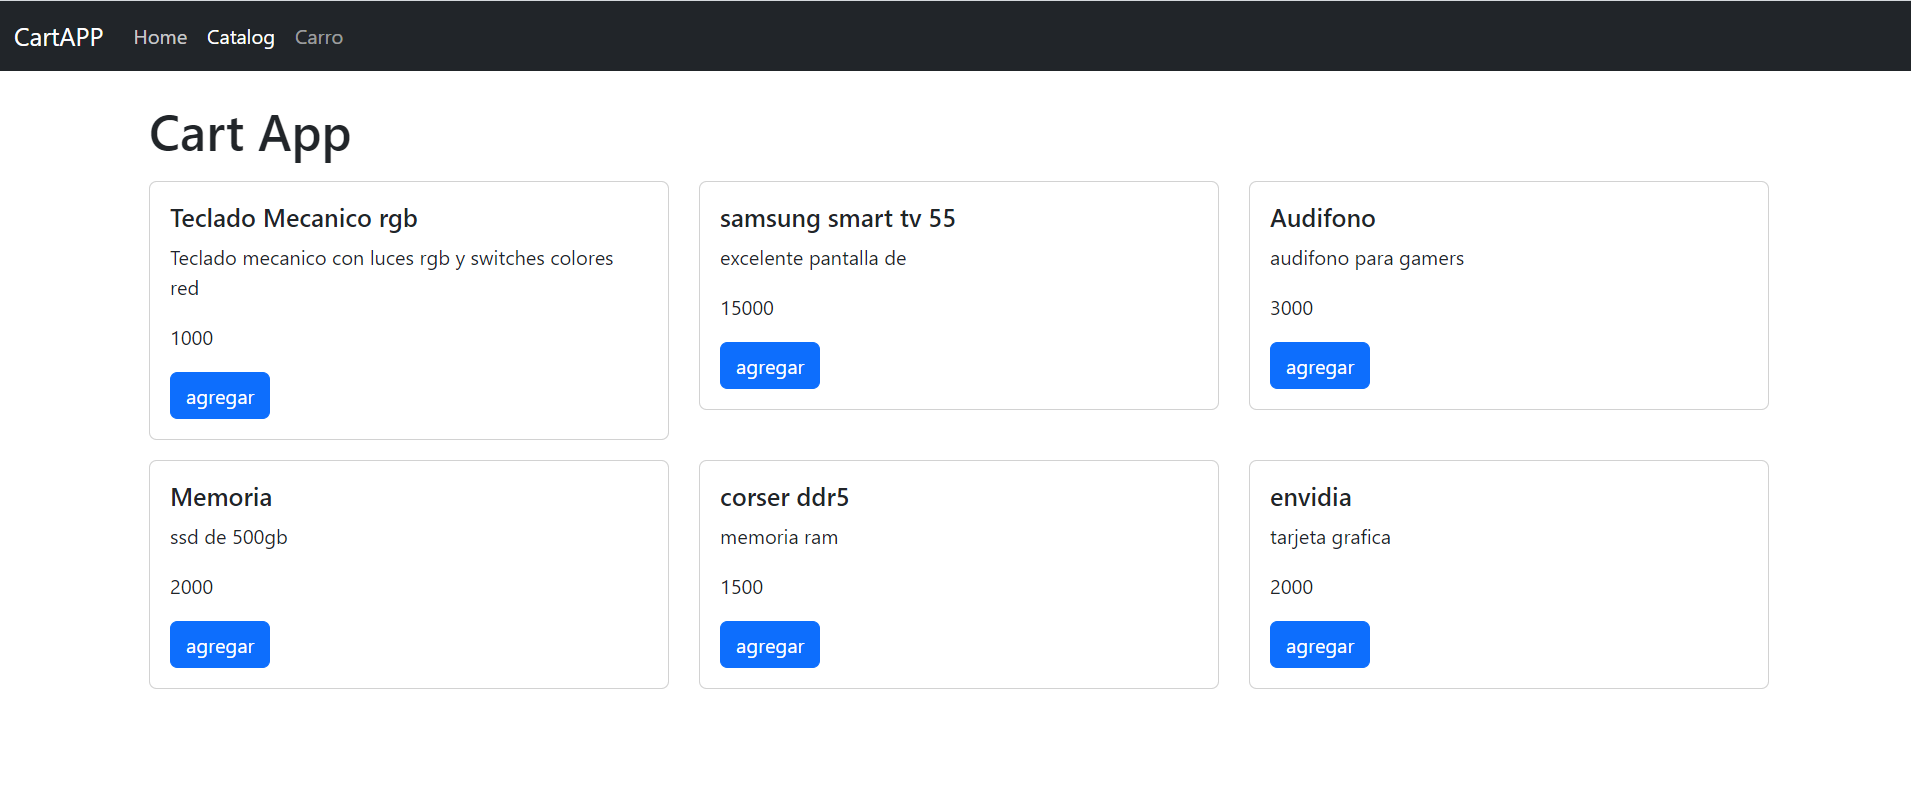 CartAPP Home Catalog Carro
Cart App
Teclado Mecanico rgb
Teclado mecanico con luces rgb y switches colores
red
1000
agregar
samsung smart tv 55
excelente pantalla de
15000
agregar
Audifono
audifono para gamers
3000
agregar
Memoria
ssd de 500gb
2000
agregar
corser ddr5
memoria ram
1500
agregar
envidia
tarjeta grafica
2000
agregar